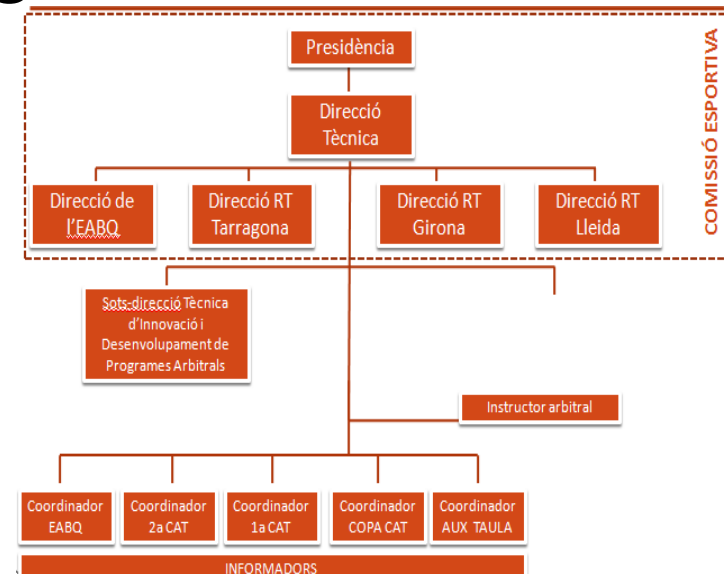 Presidència
COMISSIÓ ESPORTIVA
Direcció
Tècnica
Direcció de
l'EABQ
Direcció RT
Tarragona
Direcció RT
Girona
Direcció RT
Lleida
Sots-direcció Tècnica
d'Innovació i
Desenvolupament de
Programes Arbitrals
Instructor arbitral
Coordinador
EABQ
Coordinador
2a CAT
Coordinador
1a CAT
Coordinador
COPA CAT
Coordinador
AUX TAULA
INFORMADORS